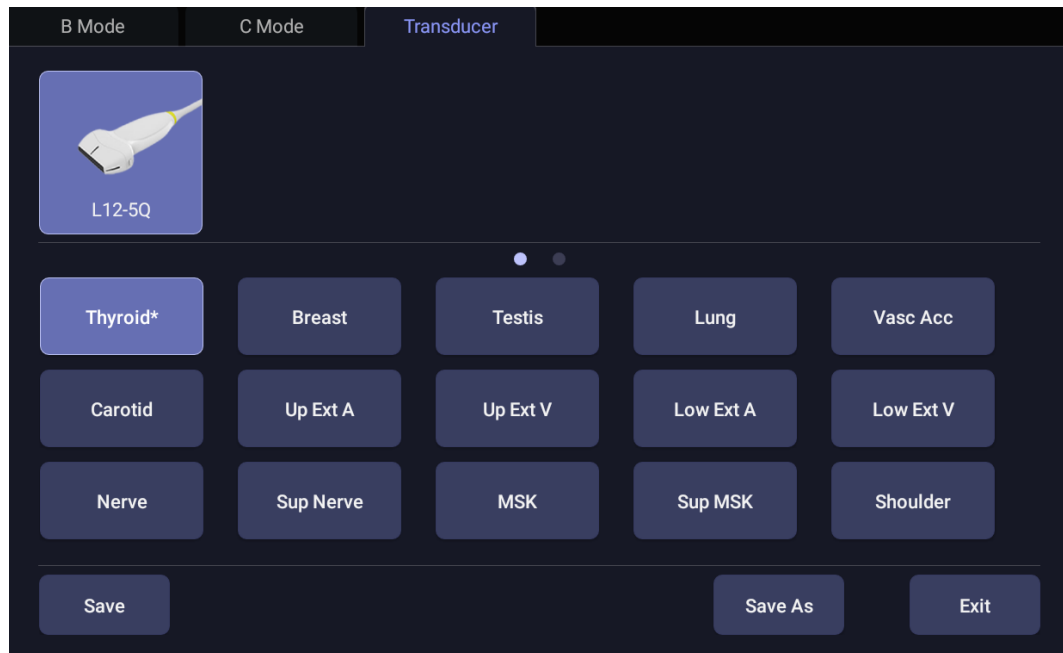 B Mode C Mode Transducer
L12-5Q
Thyroid* Breast Testis Lung Vasc Acc
Carotid Up Ext A Up Ext V Low Ext A Low Ext V
Nerve Sup Nerve MSK Sup MSK Shoulder
Save Save As Exit